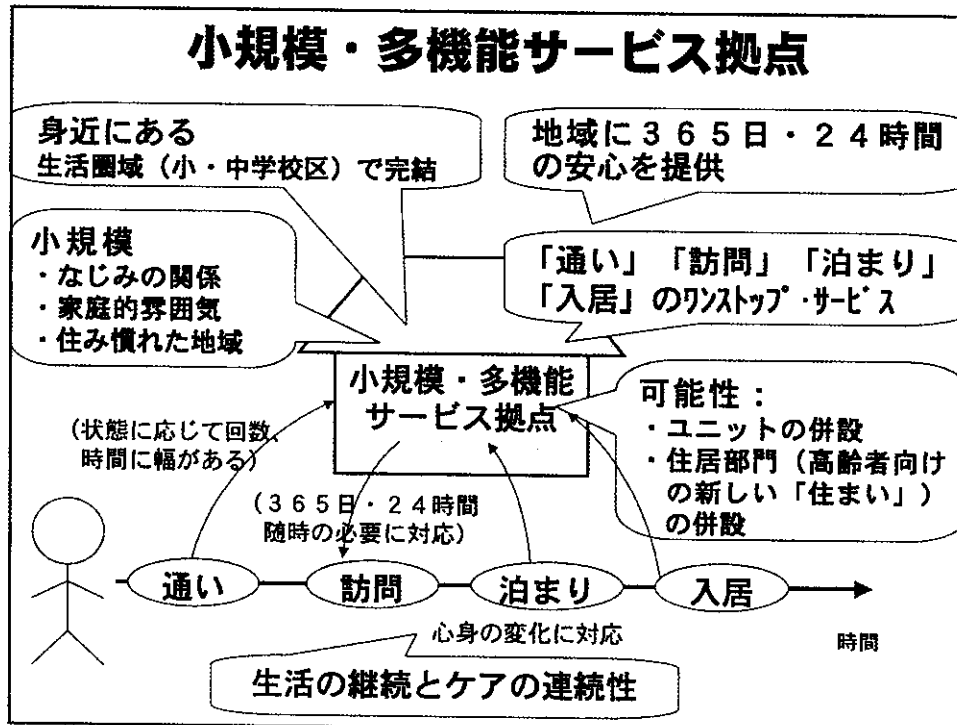 小規模・多機能サービス拠点
身近にある
生活圏域（小・中学校区）で完結
地域に３６５日・２４時間
の安心を提供
小規模
・なじみの関係
・家庭的雰囲気
・住み慣れた地域
「通い」「訪問」「泊まり」
「入居」のﾜﾝｽﾄｯﾌﾟ・ｻｰﾋﾞｽ
小規模・多機能
サービス拠点
可能性：
・ユニットの併設
・住居部門（高齢者向け
の新しい「住まい」）
の併設
（状態に応じて回数、
時間に幅がある）
（３６５日・２４時間
随時の必要に対応）
通い
訪問
泊まり
入居
心身の変化に対応
時間
生活の継続とケアの連続性